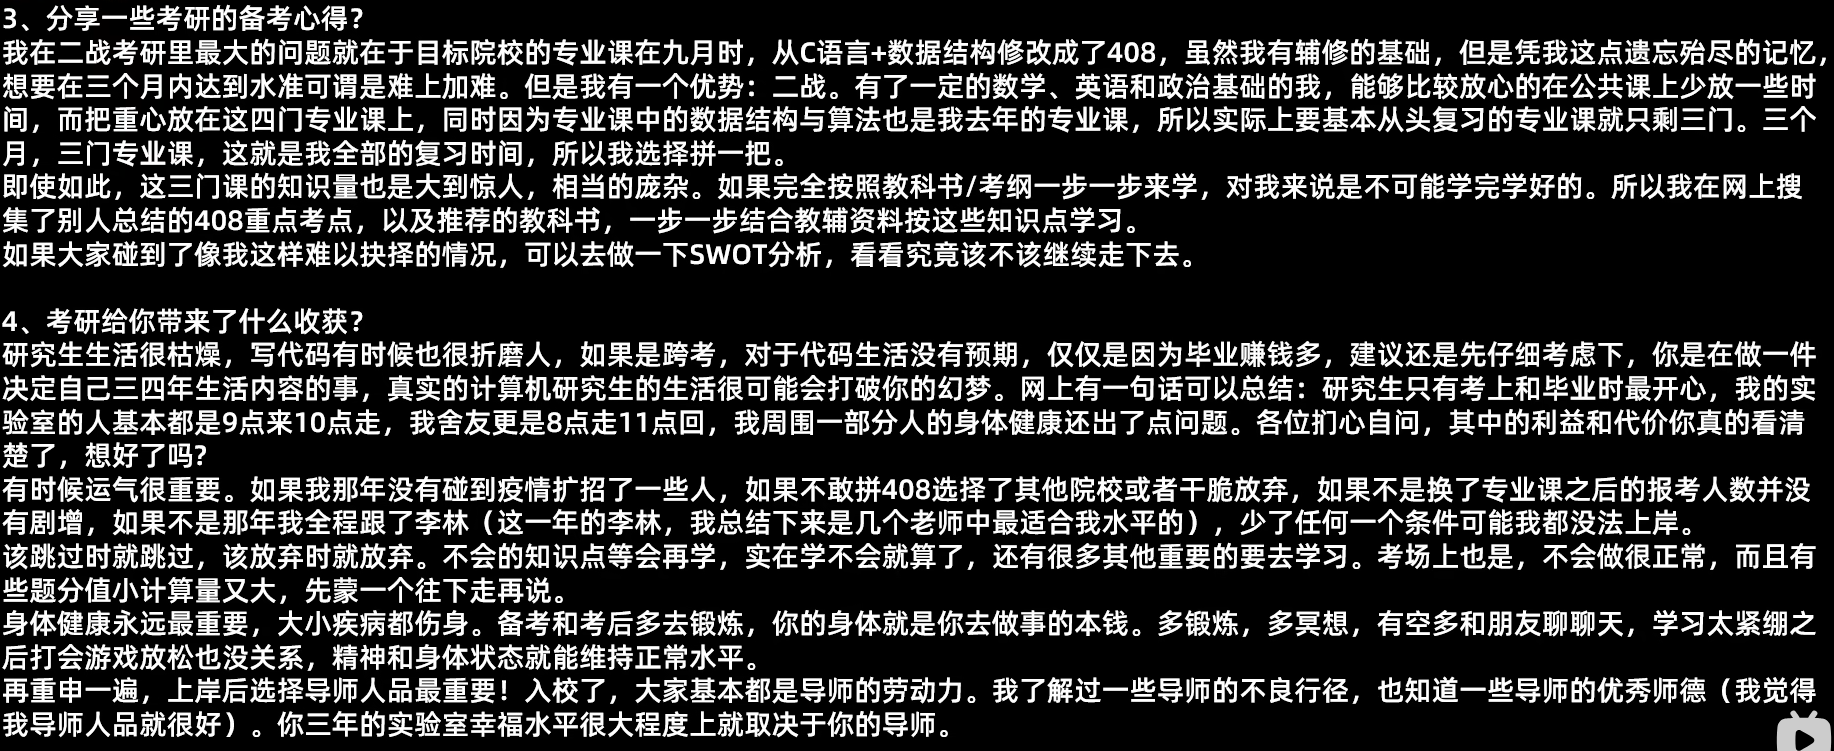 3、分享一些考研的备考心得？
我在二战考研里最大的问题就在于目标院校的专业课在九月时，从C语言+数据结构修改成了408，虽然我有辅修的基础，但是凭我这点遗忘殆尽的记忆，
想要在三个月内达到水准可谓是难上加难。但是我有一个优势：二战。有了一定的数学、英语和政治基础的我，能够比较放心的在公共课上少放一些时
间，而把重心放在这四门专业课上，同时因为专业课中的数据结构与算法也是我去年的专业课，所以实际上要基本从头复习的专业课就只剩三门。三个
月，三门专业课，这就是我全部的复习时间，所以我选择拼一把。
即使如此，这三门课的知识量也是大到惊人，相当的庞杂。如果完全按照教科书/考纲一步一步来学，对我来说是不可能学完学好的。所以我在网上搜
集了别人总结的408重点考点，以及推荐的教科书，一步一步结合教辅资料按这些知识点学习。
如果大家碰到了像我这样难以抉择的情况，可以去做一下SWOT分析，看看究竟该不该继续走下去。
4、考研给你带来了什么收获？
研究生生活很枯燥，写代码有时候也很折磨人，如果是跨考，对于代码生活没有预期，仅仅是因为毕业赚钱多，建议还是先仔细考虑下，你是在做一件
决定自己三四年生活内容的事，真实的计算机研究生的生活很可能会打破你的幻梦。网上有一句话可以总结：研究生只有考上和毕业时最开心，我的实
验室的人基本都是9点来10点走，我舍友更是8点走11点回，我周围一部分人的身体健康还出了点问题。各位扪心自问，其中的利益和代价你真的看清
楚了，想好了吗？
有时候运气很重要。如果我那年没有碰到疫情扩招了一些人，如果不敢拼408选择了其他院校或者干脆放弃，如果不是换了专业课之后的报考人数并没
有剧增，如果不是那年我全程跟了李林（这一年的李林，我总结下来是几个老师中最适合我水平的），少了任何一个条件可能我都没法上岸。
该跳过时就跳过，该放弃时就放弃。不会的知识点等会再学，实在学不会就算了，还有很多其他重要的要去学习。考场上也是，不会做很正常，而且有
些题分值小计算量又大，先蒙一个往下走再说。
身体健康永远最重要，大小疾病都伤身。备考和考后多去锻炼，你的身体就是你去做事的本钱。多锻炼，多冥想，有空多和朋友聊聊天，学习太紧绷之
后打会游戏放松也没关系，精神和身体状态就能维持正常水平。
再重申一遍，上岸后选择导师人品最重要！入校了，大家基本都是导师的劳动力。我了解过一些导师的不良行径，也知道一些导师的优秀师德（我觉得
我导师人品就很好）。你三年的实验室幸福水平很大程度上就取决于你的导师。